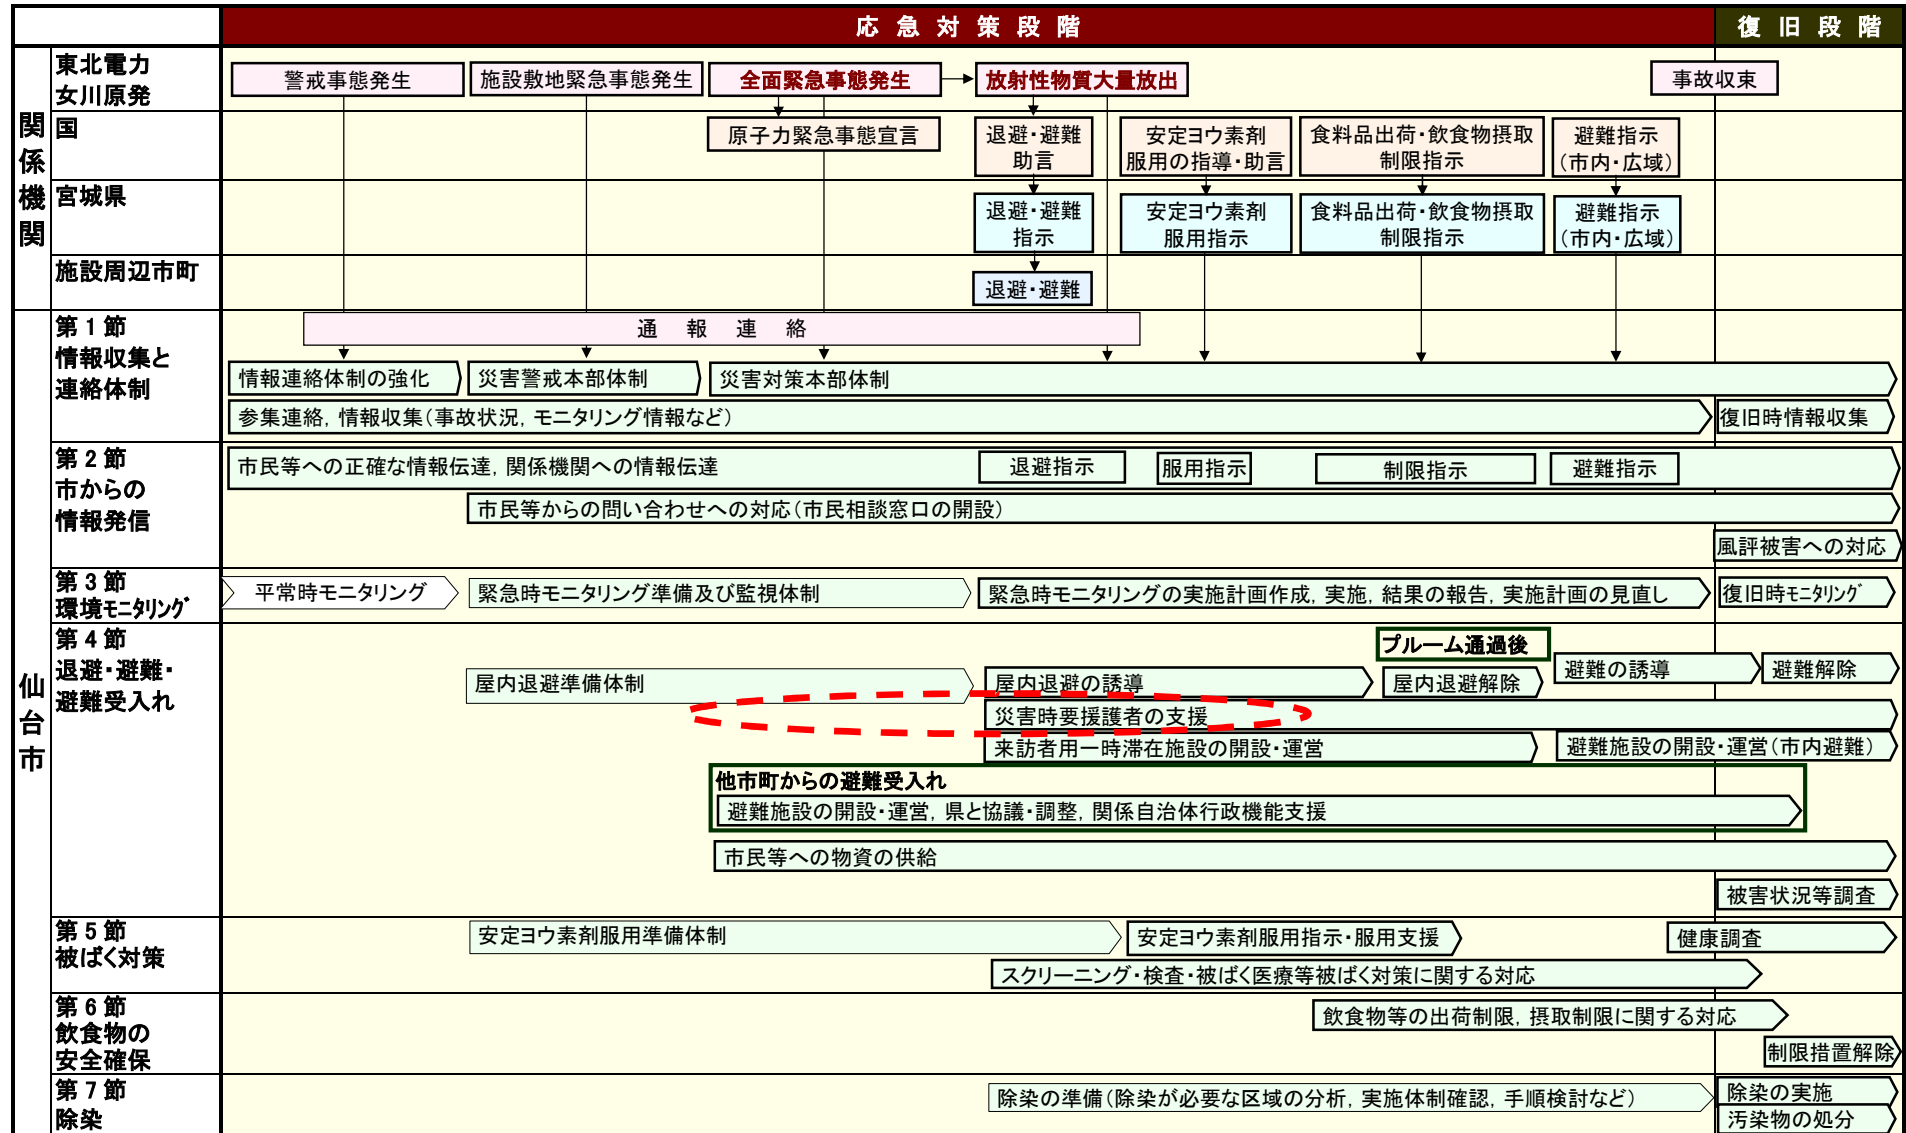 応急対策段階
復旧段階
関係機関
東北電力
女川原発
警戒事態発生
施設敷地緊急事態発生
全面緊急事態発生
放射性物質大量放出
事故収束
国
原子力緊急事態宣言
退避・避難
助言
安定ヨウ素剤
服用の指導・助言
食料品出荷・飲食物摂取
制限指示
避難指示
(市内・広域)
宮城県
退避・避難
指示
安定ヨウ素剤
服用指示
食料品出荷・飲食物摂取
制限指示
避難指示
(市内・広域)
施設周辺市町
退避・避難
仙台市
第1節
情報収集と
連絡体制
通報連絡
情報連絡体制の強化
災害警戒本部体制
災害対策本部体制
参集連絡, 情報収集(事故状況, モニタリング情報など)
復旧時情報収集
第2節
市からの
情報発信
市民等への正確な情報伝達, 関係機関への情報伝達
退避指示
服用指示
制限指示
避難指示
市民等からの問い合わせへの対応(市民相談窓口の開設)
風評被害への対応
第3節
環境モニタリング
平常時モニタリング
緊急時モニタリング準備及び監視体制
緊急時モニタリングの実施計画作成, 実施, 結果の報告, 実施計画の見直し
復旧時モニタリング
第4節
退避・避難・
避難受入れ
プルーム通過後
屋内退避準備体制
屋内退避の誘導
屋内退避解除
避難の誘導
避難解除
災害時要援護者の支援
来訪者用一時滞在施設の開設・運営
避難施設の開設・運営(市内避難)
他市町からの避難受入れ
避難施設の開設・運営, 県と協議・調整, 関係自治体行政機能支援
市民等への物資の供給
被害状況等調査
第5節
被ばく対策
安定ヨウ素剤服用準備体制
安定ヨウ素剤服用指示・服用支援
健康調査
スクリーニング・検査・被ばく医療等被ばく対策に関する対応
第6節
飲食物の
安全確保
飲食物等の出荷制限, 摂取制限に関する対応
制限措置解除
第7節
除染
除染の準備(除染が必要な区域の分析, 実施体制確認, 手順検討など)
除染の実施
汚染物の処分